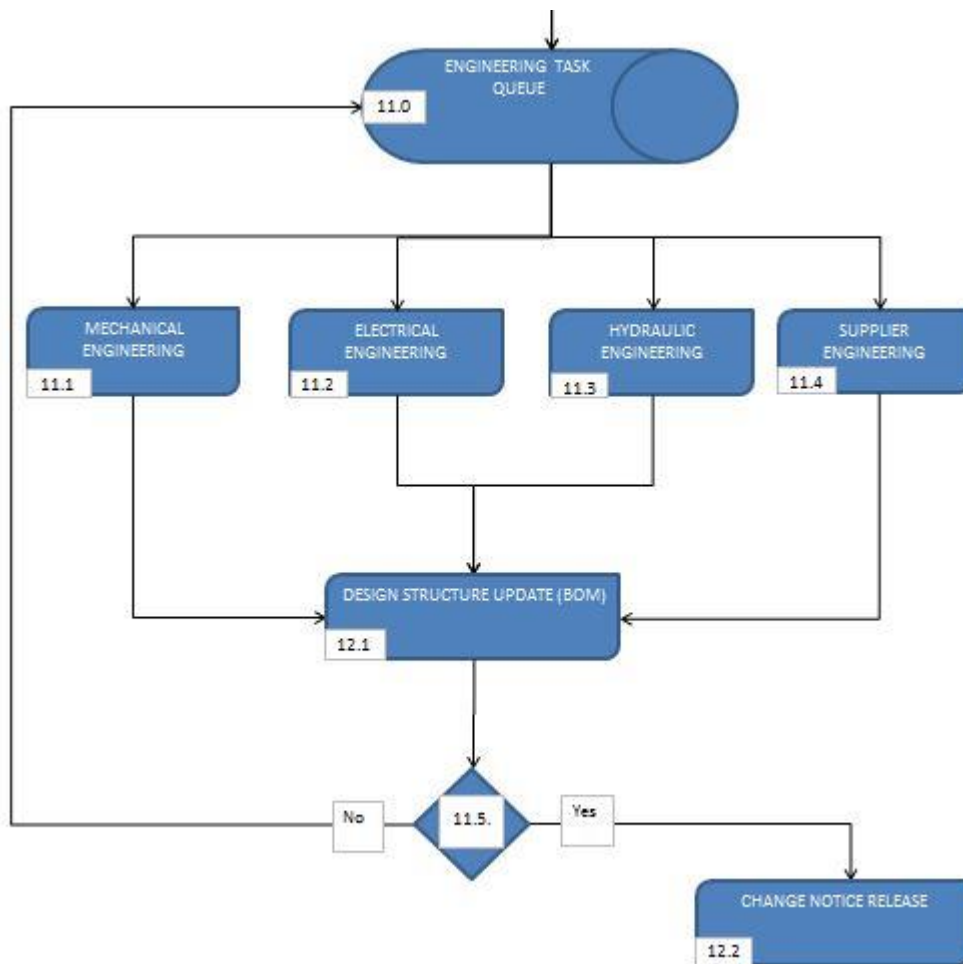 ENGINEERING TASK
QUEUE
11.0
MECHANICAL
ENGINEERING
11.1
ELECTRICAL
ENGINEERING
11.2
HYDRAULIC
ENGINEERING
11.3
SUPPLIER
ENGINEERING
11.4
DESIGN STRUCTURE UPDATE (BOM)
12.1
No
11.5.
Yes
CHANGE NOTICE RELEASE
12.2